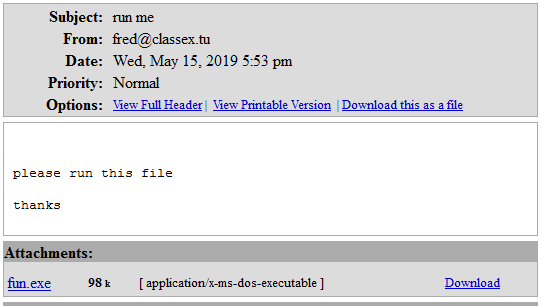 Subject: run me
From: fred@classex.tu
Date: Wed, May 15, 2019 5:53 pm
Priority: Normal
Options: View Full Header | View Printable Version | Download this as a file
please run this file
thanks
Attachments:
fun.exe 98 k [ application/x-ms-dos-executable ] Download